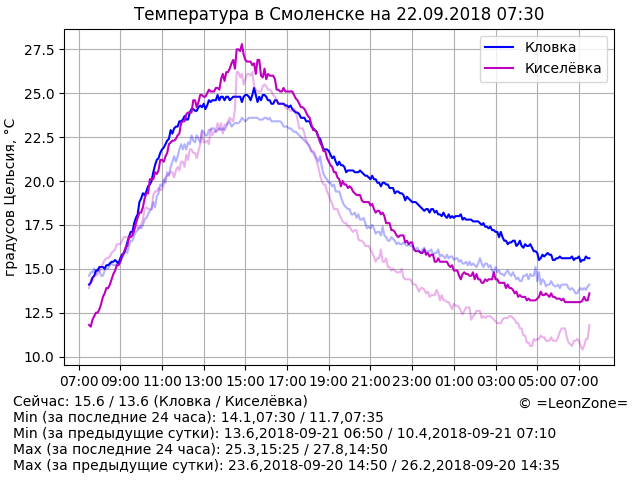 Температура в Смоленске на 22.09.2018 07:30
Кловка
Киселёвка
градусов Цельсия, °C
27.5
25.0
22.5
20.0
17.5
15.0
12.5
10.0
07:00 09:00 11:00 13:00 15:00 17:00 19:00 21:00 23:00 01:00 03:00 05:00 07:00
Сейчас: 15.6 / 13.6 (Кловка / Киселёвка)
© =LeonZone=
Min (за последние 24 часа): 14.1,07:30 / 11.7,07:35
Min (за предыдущие сутки): 13.6,2018-09-21 06:50 / 10.4,2018-09-21 07:10
Max (за последние 24 часа): 25.3,15:25 / 27.8,14:50
Max (за предыдущие сутки): 23.6,2018-09-20 14:50 / 26.2,2018-09-20 14:35